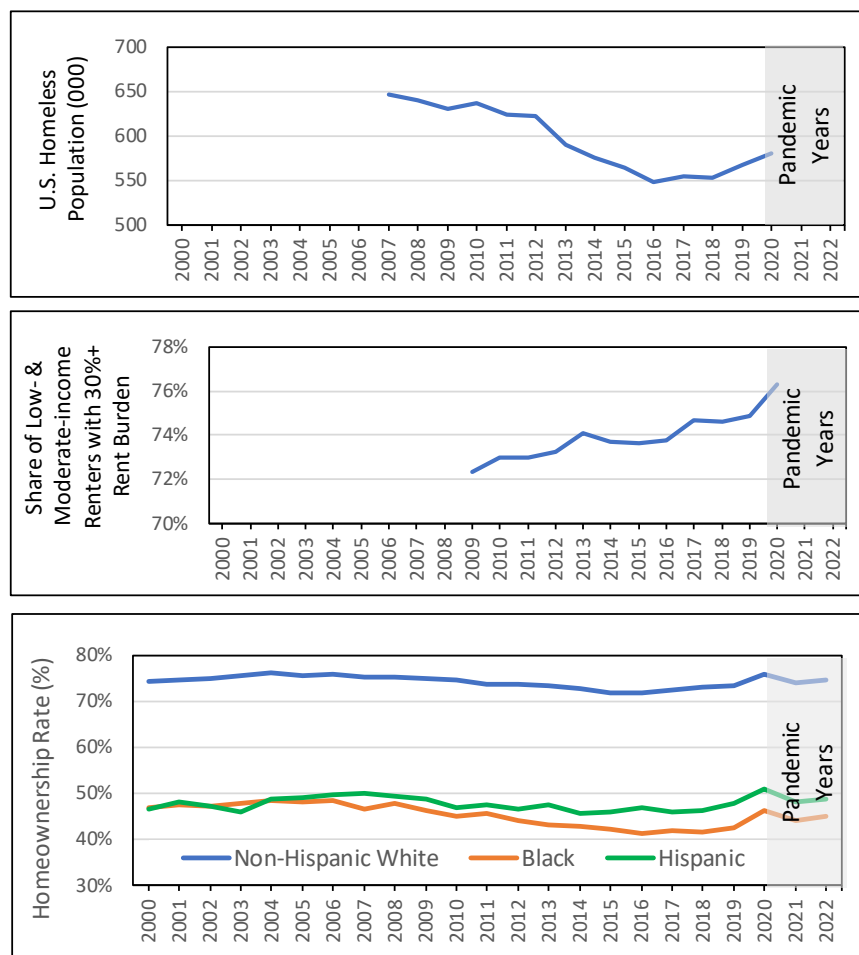 U.S. Homeless
Population (000)
700
650
600
550
500
Pandemic
Years
2000 2001 2002 2003 2004 2005 2006 2007 2008 2009 2010 2011 2012 2013 2014 2015 2016 2017 2018 2019 2020 2021 2022
Share of Low- &
Moderate-income
Renters with 30%+
Rent Burden
78%
76%
74%
72%
70%
Pandemic
Years
2000 2001 2002 2003 2004 2005 2006 2007 2008 2009 2010 2011 2012 2013 2014 2015 2016 2017 2018 2019 2020 2021 2022
Homeownership Rate (%)
80%
70%
60%
50%
40%
30%
Pandemic
Years
Non-Hispanic White Black Hispanic
2000 2001 2002 2003 2004 2005 2006 2007 2008 2009 2010 2011 2012 2013 2014 2015 2016 2017 2018 2019 2020 2021 2022